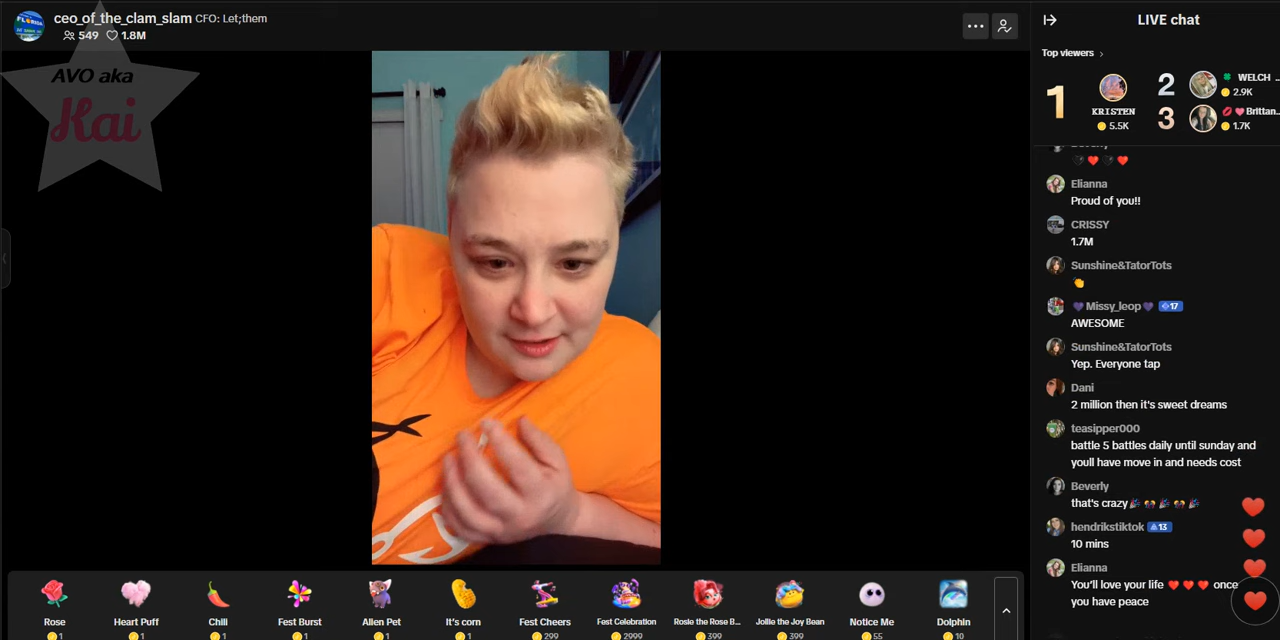 ceo_of_the_clam_slam CFO: Let;them
549 1.8M
AVO aka
Kai
LIVE chat
Top viewers
1
KRISTEN
5.5K
2
WELCH ...
2.9K
3
Brittan...
1.7K
Elianna
Proud of you!!
CRISSY
1.7M
Sunshine&TatorTots
Missy_leop 17
AWESOME
Sunshine&TatorTots
Yep. Everyone tap
Dani
2 million then it's sweet dreams
teasipper000
battle 5 battles daily until sunday and
youll have move in and needs cost
Beverly
that's crazy
hendrikstiktok 13
10 mins
Elianna
You'll love your life once
you have peace
Rose Heart Puff Chili Fest Burst Alien Pet It's corn Fest Cheers Fest Celebration Rosie the Rose B... Jollie the Joy Bean Notice Me Dolphin
1 1 1 1 1 1 299 2999 399 399 55 10